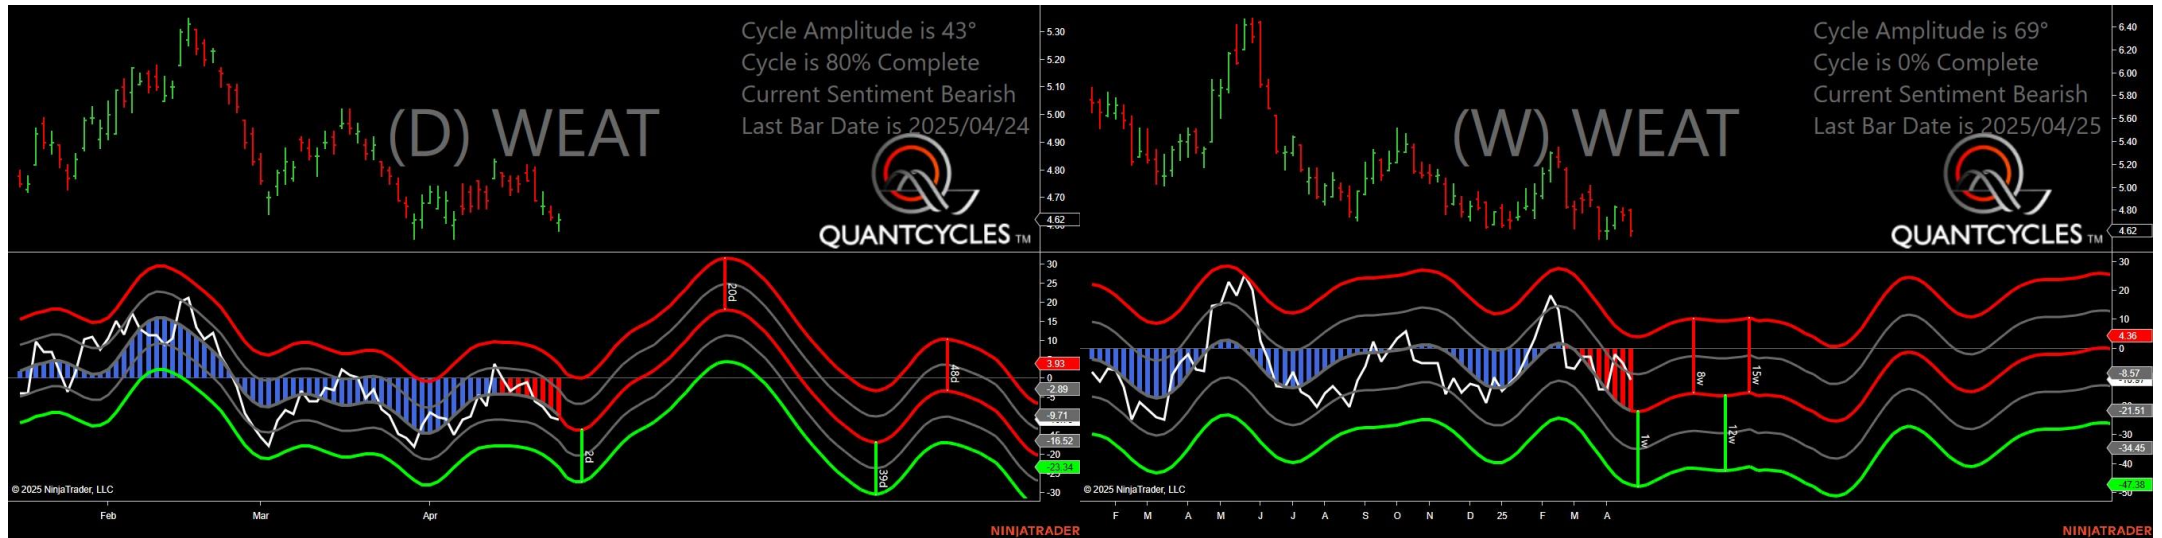 Cycle Amplitude is 43°
Cycle is 80% Complete
Current Sentiment Bearish
Last Bar Date is 2025/04/24
(D) WEAT
QUANTCYCLES TM
5.30
5.20
5.10
5.00
4.90
4.80
4.70
4.62
30
25
20
15
10
3.93
0
-2.89
-5
-9.71
-16.52
-20
-23.34
-30
20d
48d
2d
39d
© 2025 NinjaTrader, LLC
Feb Mar Apr
NINJATRADER
Cycle Amplitude is 69°
Cycle is 0% Complete
Current Sentiment Bearish
Last Bar Date is 2025/04/25
(W) WEAT
QUANTCYCLES TM
6.40
6.20
6.00
5.80
5.60
5.40
5.20
5.00
4.80
4.62
30
20
10
4.36
0
-8.57
-21.51
-30
-34.45
-40
-47.38
-50
8w
15w
1w
12w
© 2025 NinjaTrader, LLC
F M A M J J A S O N D 25 F M A
NINJATRADER